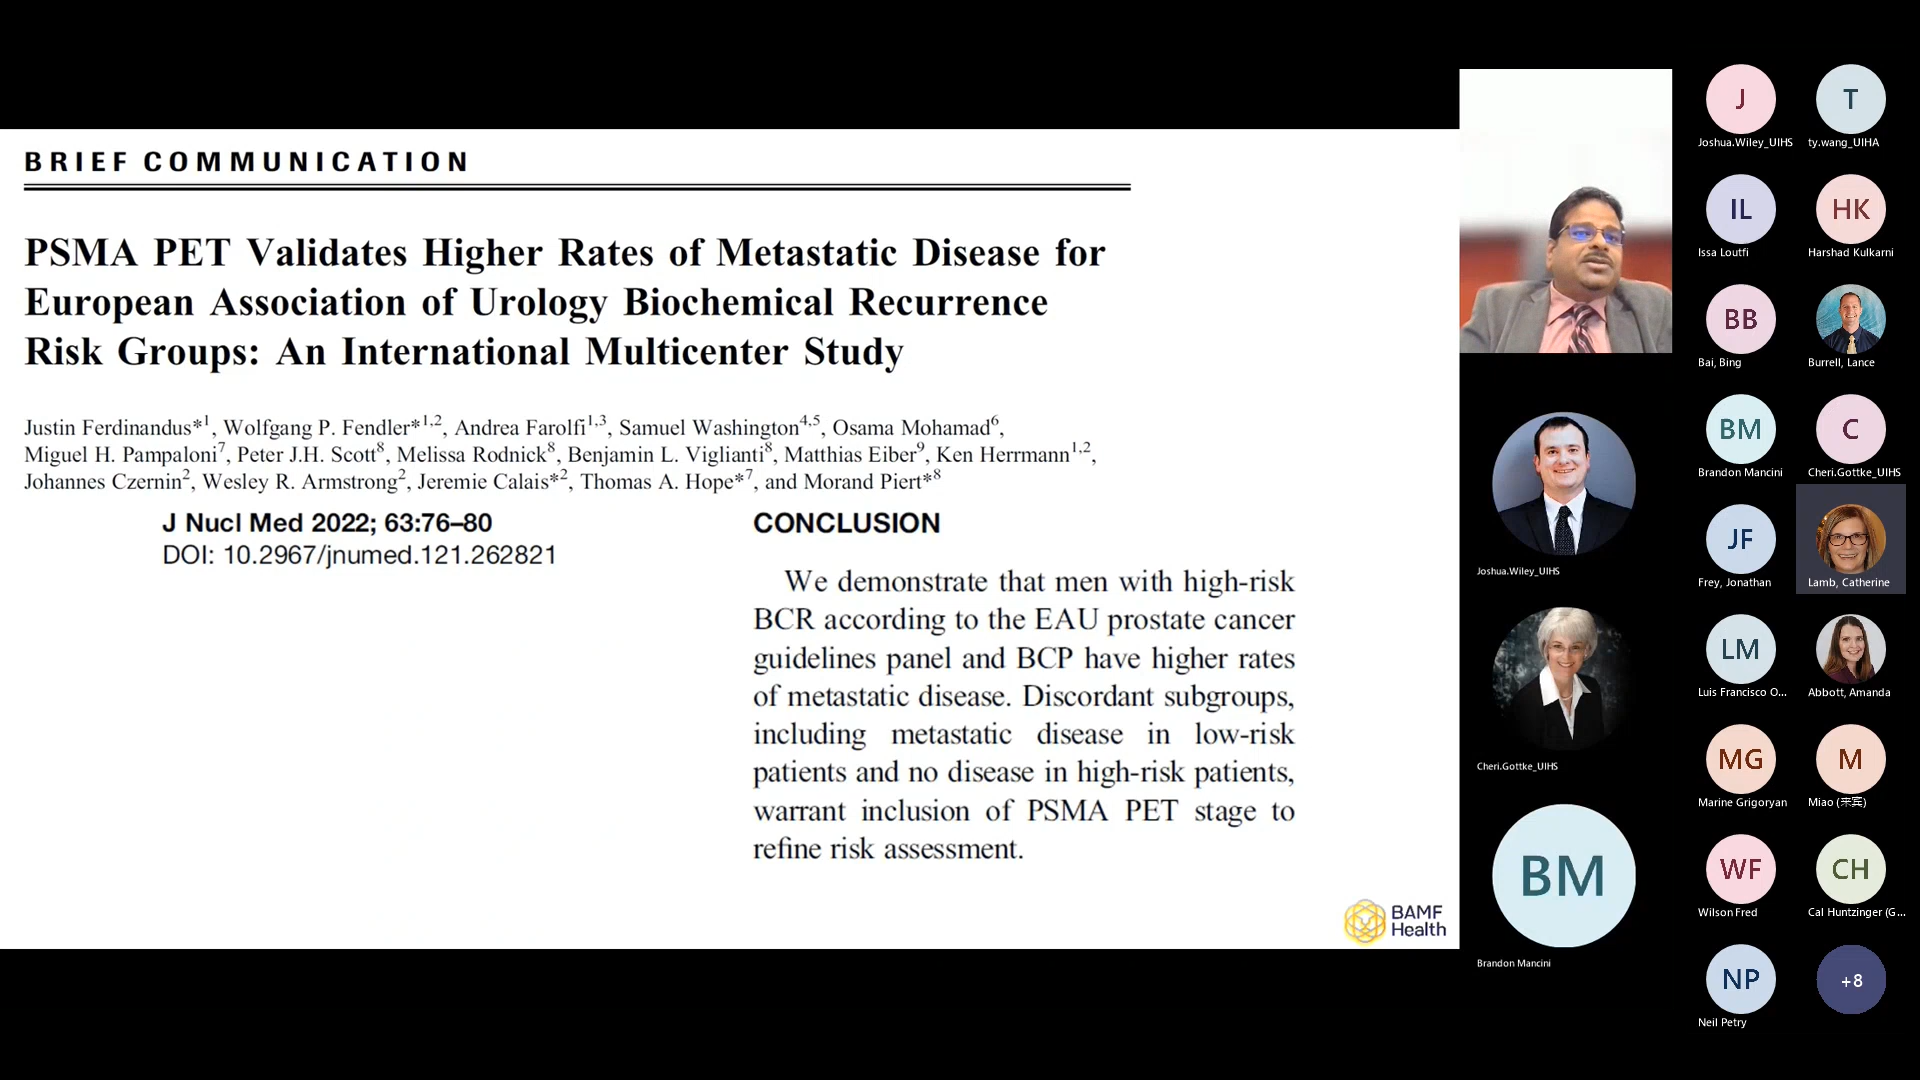 BRIEF COMMUNICATION
PSMA PET Validates Higher Rates of Metastatic Disease for
European Association of Urology Biochemical Recurrence
Risk Groups: An International Multicenter Study
Justin Ferdinandus*1, Wolfgang P. Fendler*1,2, Andrea Farolfi1,3, Samuel Washington4,5, Osama Mohamad6,
Miguel H. Pampaloni7, Peter J.H. Scott8, Melissa Rodnick8, Benjamin L. Viglianti8, Matthias Eiber9, Ken Herrmann1,2,
Johannes Czernin2, Wesley R. Armstrong2, Jeremie Calais*2, Thomas A. Hope*7, and Morand Piert*8
J Nucl Med 2022; 63:76–80
DOI: 10.2967/jnumed.121.262821
CONCLUSION
We demonstrate that men with high-risk
BCR according to the EAU prostate cancer
guidelines panel and BCP have higher rates
of metastatic disease. Discordant subgroups,
including metastatic disease in low-risk
patients and no disease in high-risk patients,
warrant inclusion of PSMA PET stage to
refine risk assessment.
BAMF
Health
Joshua.Wiley_UIHS
Cheri.Gottke_UIHS
BM
Brandon Mancini
J
Joshua.Wiley_UIHS
T
ty.wang_UIHA
IL
Issa Loutfi
HK
Harshad Kulkarni
BB
Bai, Bing
Burrell, Lance
BM
Brandon Mancini
C
Cheri.Gottke_UIHS
JF
Frey, Jonathan
Lamb, Catherine
LM
Luis Francisco O...
Abbott, Amanda
MG
Marine Grigoryan
M
Miao (来宾)
WF
Wilson Fred
CH
Cal Huntzinger (G...
NP
Neil Petry
+8